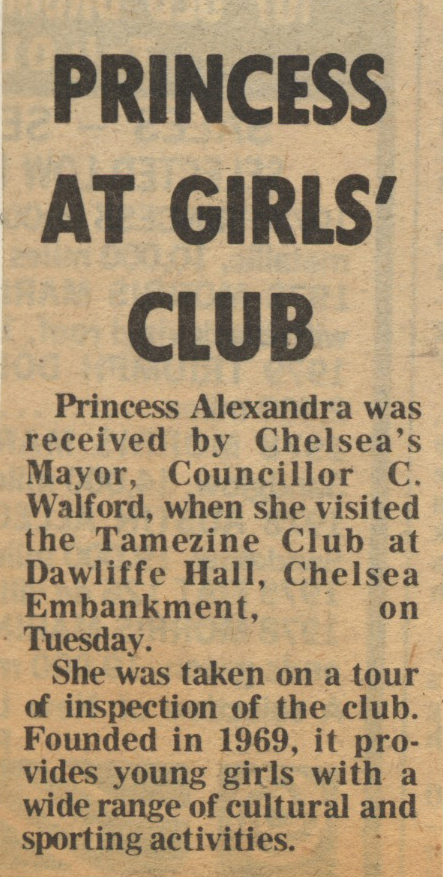 PRINCESS
AT GIRLS'
CLUB
Princess Alexandra was
received by Chelsea's
Mayor, Councillor C.
Walford, when she visited
the Tamezine Club at
Dawliffe Hall, Chelsea
Embankment, on
Tuesday.
She was taken on a tour
of inspection of the club.
Founded in 1969, it pro-
vides young girls with a
wide range of cultural and
sporting activities.